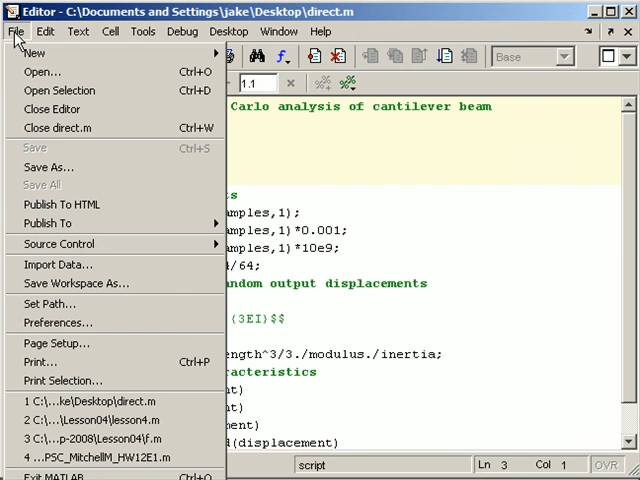 Editor - C:\Documents and Settings\jake\Desktop\direct.m
File Edit Text Cell Tools Debug Desktop Window Help
Base
1.1
New
Open... Ctrl+O
Open Selection Ctrl+D
Close Editor
Close direct.m Ctrl+W
Save Ctrl+S
Save As...
Save All
Publish To HTML
Publish To
Source Control
Import Data...
Save Workspace As...
Set Path...
Preferences...
Page Setup...
Print... Ctrl+P
Print Selection...
1 C:\...ke\Desktop\direct.m
2 C:\...\Lesson04\lesson4.m
3 C:\...p-2008\Lesson04\f.m
4 ...PSC_MitchellM_HW12E1.m
Exit MATLAB Ctrl+Q
Carlo analysis of cantilever beam
ts
amples,1);
amples,1)*0.001;
amples,1)*10e9;
4/64;
andom output displacements
{3EI}$$
ength^3/3./modulus./inertia;
racteristics
nt)
nt)
ment)
d(displacement)
script
Ln 3 Col 1 OVR